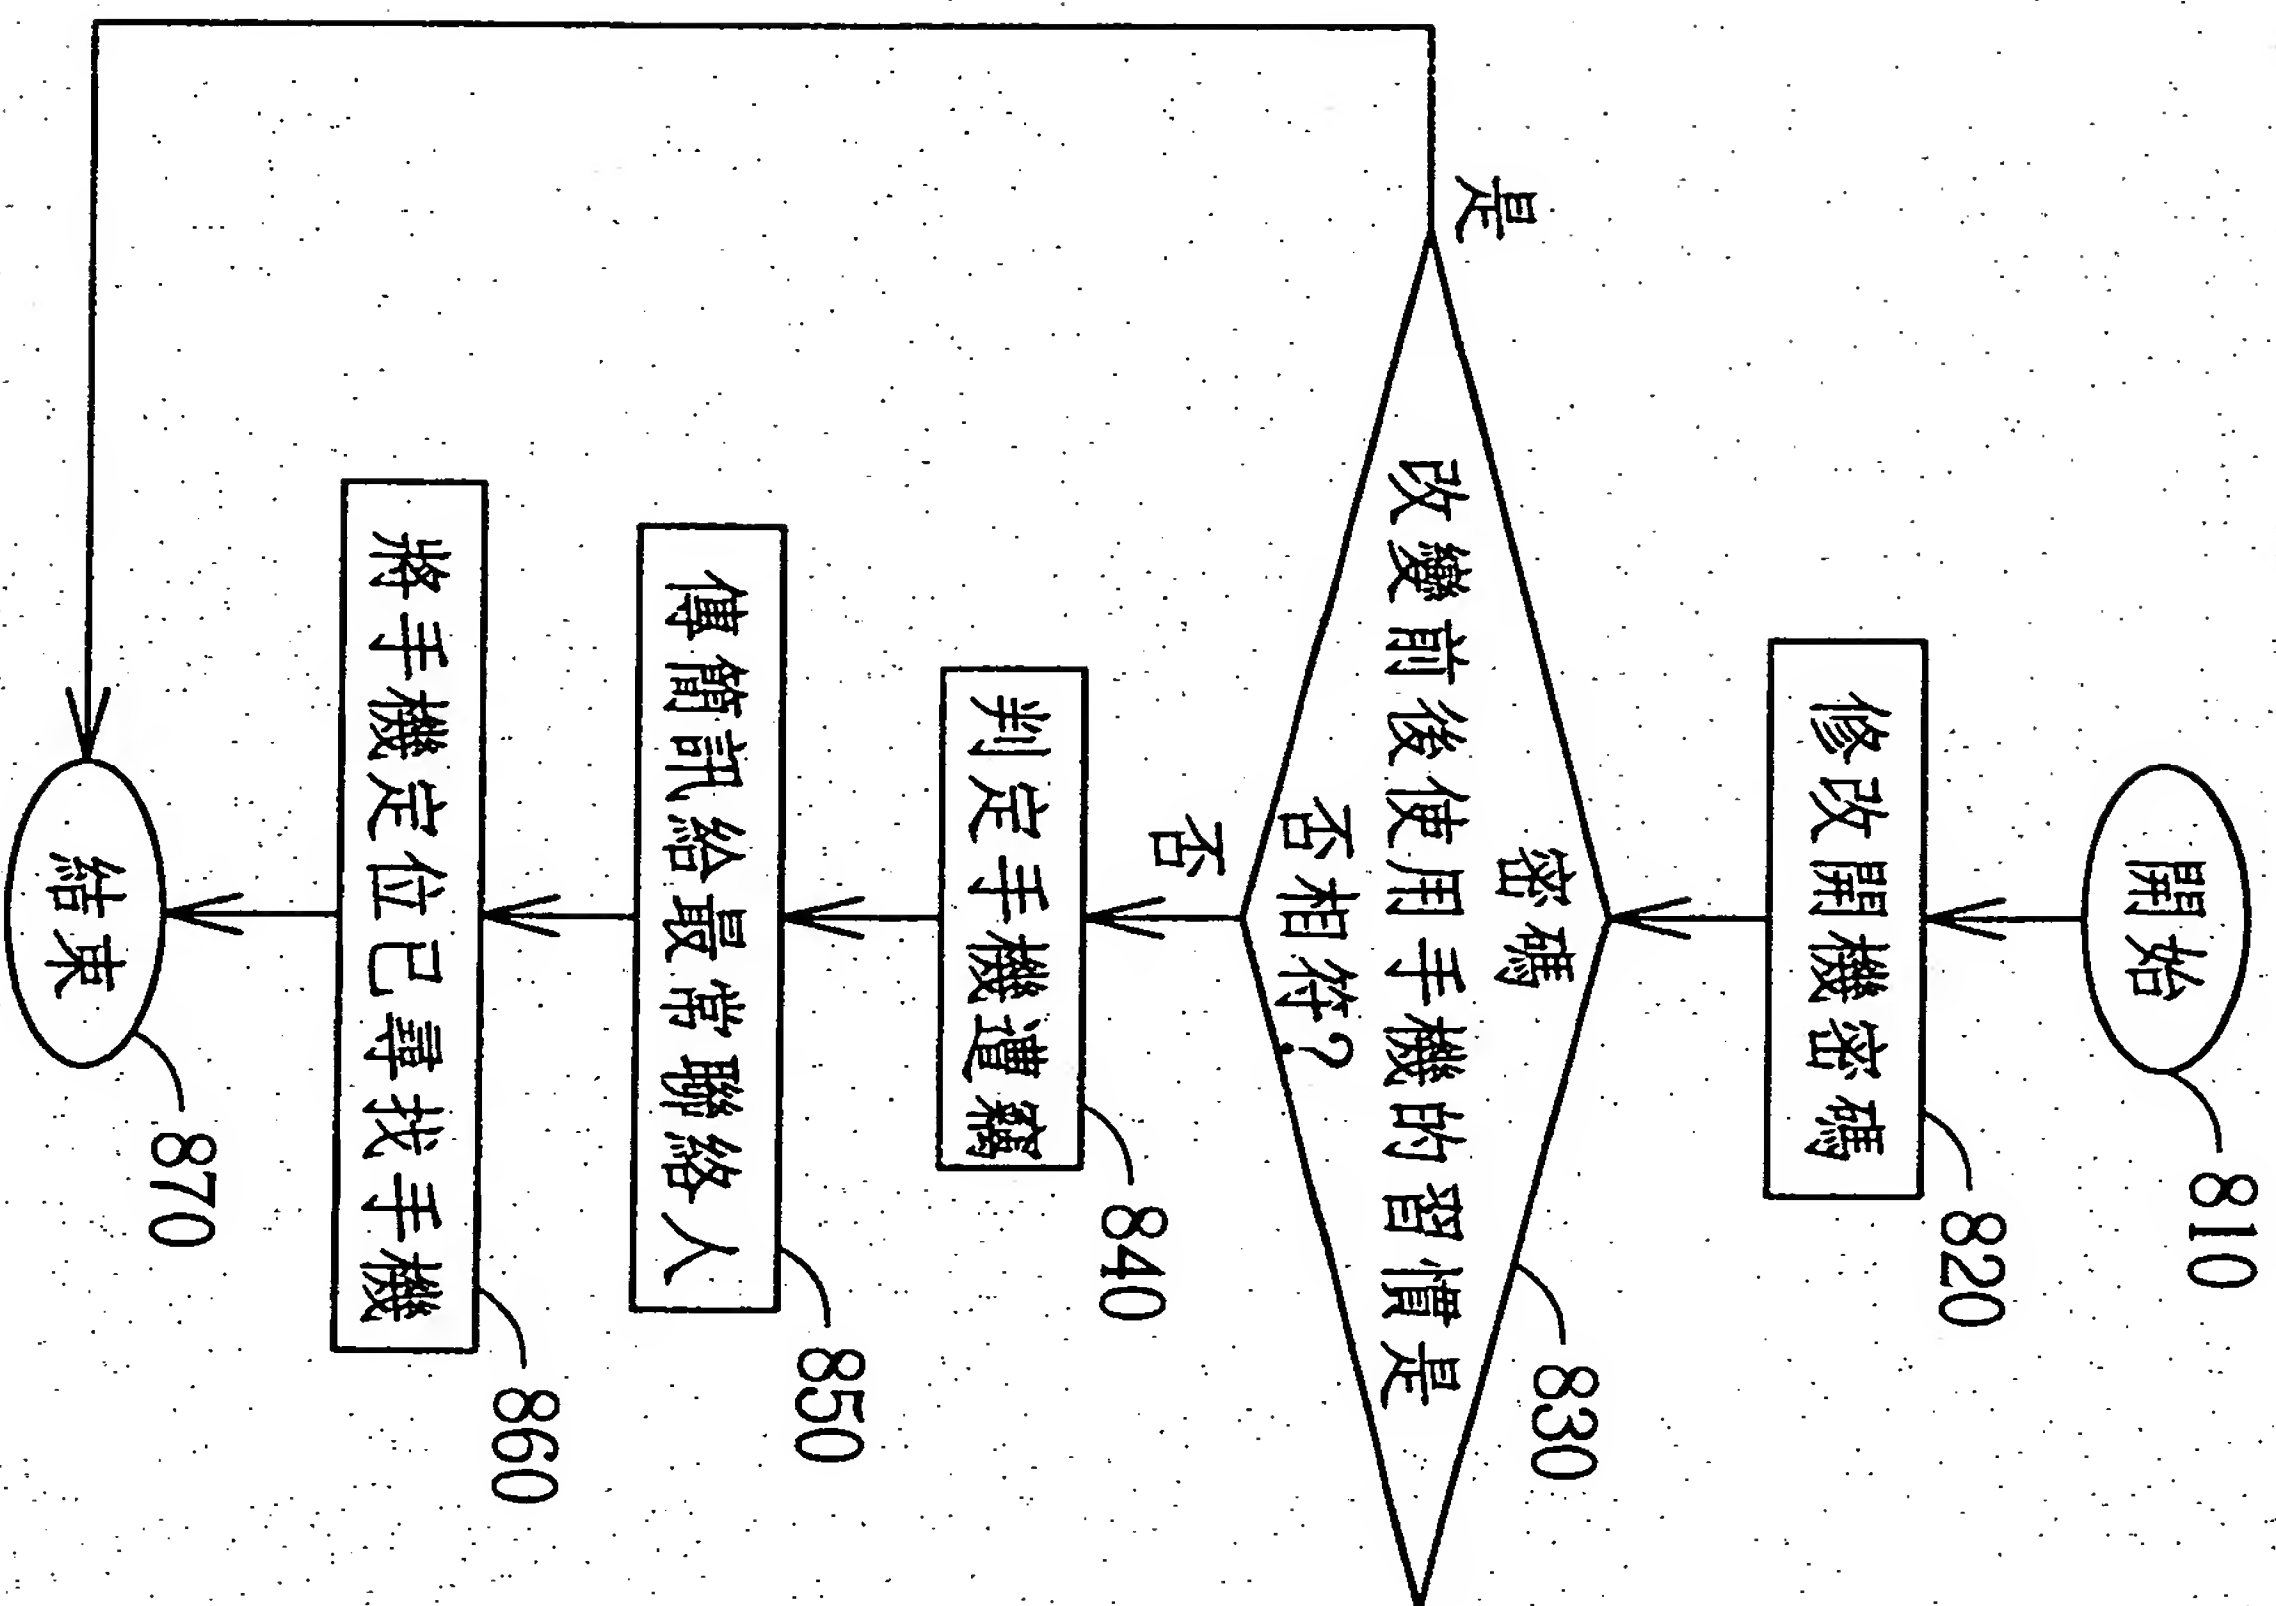 開始
810
修改開機密碼
820
密碼
改變前後使用手機的習慣是
否相符?
830
是
否
判定手機遭竊
840
傳簡訊給最常聯絡人
850
將手機定位已尋找手機
860
結束
870